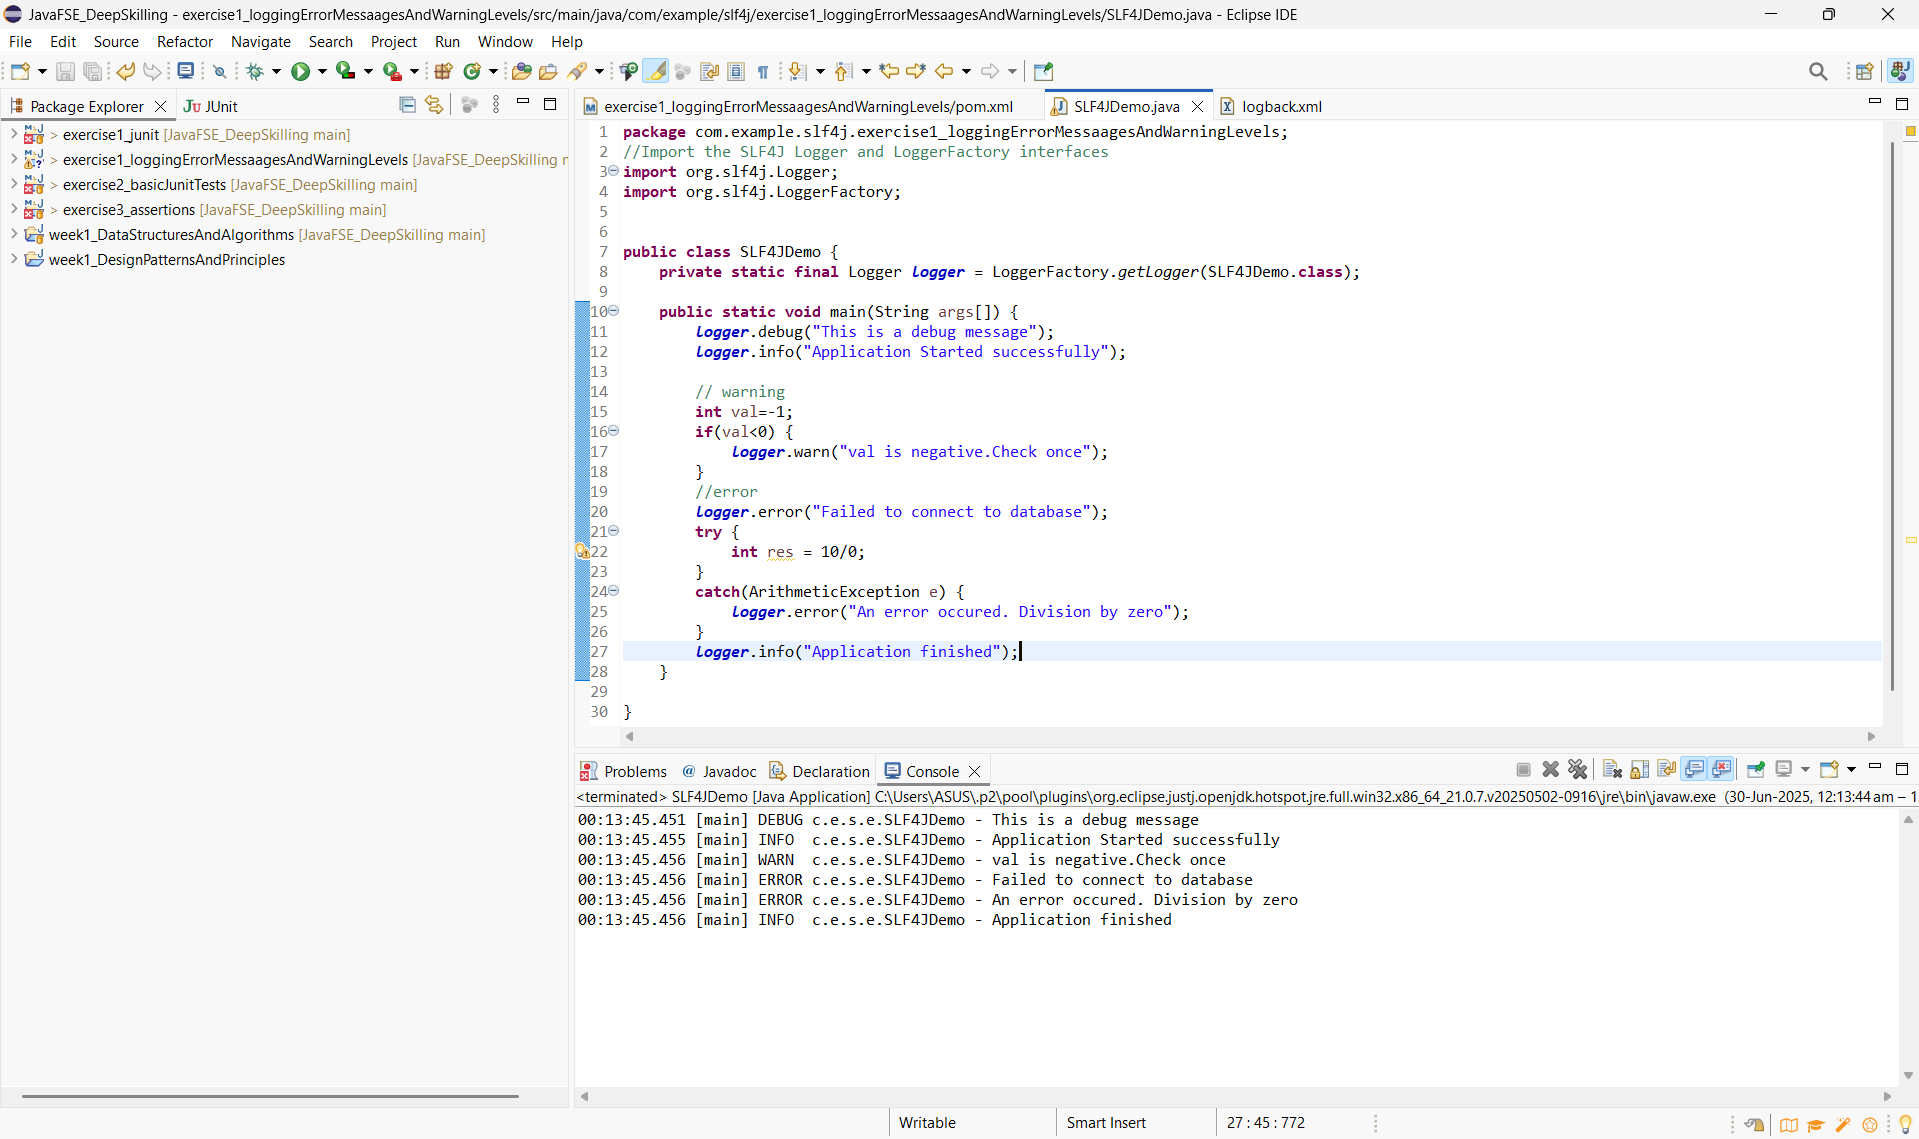 JavaFSE_DeepSkilling - exercise1_loggingErrorMessaagesAndWarningLevels/src/main/java/com/example/slf4j/exercise1_loggingErrorMessaagesAndWarningLevels/SLF4JDemo.java - Eclipse IDE
File Edit Source Refactor Navigate Search Project Run Window Help
Package Explorer JUnit
> exercise1_junit [JavaFSE_DeepSkilling main]
> exercise1_loggingErrorMessaagesAndWarningLevels [JavaFSE_DeepSkilling
> exercise2_basicJunitTests [JavaFSE_DeepSkilling main]
> exercise3_assertions [JavaFSE_DeepSkilling main]
week1_DataStructuresAndAlgorithms [JavaFSE_DeepSkilling main]
week1_DesignPatternsAndPrinciples
exercise1_loggingErrorMessaagesAndWarningLevels/pom.xml SLF4JDemo.java logback.xml
1 package com.example.slf4j.exercise1_loggingErrorMessaagesAndWarningLevels;
2 //Import the SLF4J Logger and LoggerFactory interfaces
3 import org.slf4j.Logger;
4 import org.slf4j.LoggerFactory;
5
6
7 public class SLF4JDemo {
8 private static final Logger logger = LoggerFactory.getLogger(SLF4JDemo.class);
9
10 public static void main(String args[]) {
11 logger.debug("This is a debug message");
12 logger.info("Application Started successfully");
13
14 // warning
15 int val=-1;
16 if(val<0) {
17 logger.warn("val is negative.Check once");
18 }
19 //error
20 logger.error("Failed to connect to database");
21 try {
22 int res = 10/0;
23 }
24 catch(ArithmeticException e) {
25 logger.error("An error occured. Division by zero");
26 }
27 logger.info("Application finished");
28 }
29
30 }
Problems @ Javadoc Declaration Console
<terminated> SLF4JDemo [Java Application] C:\Users\ASUS\.p2\pool\plugins\org.eclipse.justj.openjdk.hotspot.jre.full.win32.x86_64_21.0.7.v20250502-0916\jre\bin\javaw.exe (30-Jun-2025, 12:13:44 am – 1
00:13:45.451 [main] DEBUG c.e.s.e.SLF4JDemo - This is a debug message
00:13:45.455 [main] INFO c.e.s.e.SLF4JDemo - Application Started successfully
00:13:45.456 [main] WARN c.e.s.e.SLF4JDemo - val is negative.Check once
00:13:45.456 [main] ERROR c.e.s.e.SLF4JDemo - Failed to connect to database
00:13:45.456 [main] ERROR c.e.s.e.SLF4JDemo - An error occured. Division by zero
00:13:45.456 [main] INFO c.e.s.e.SLF4JDemo - Application finished
Writable Smart Insert 27 : 45 : 772